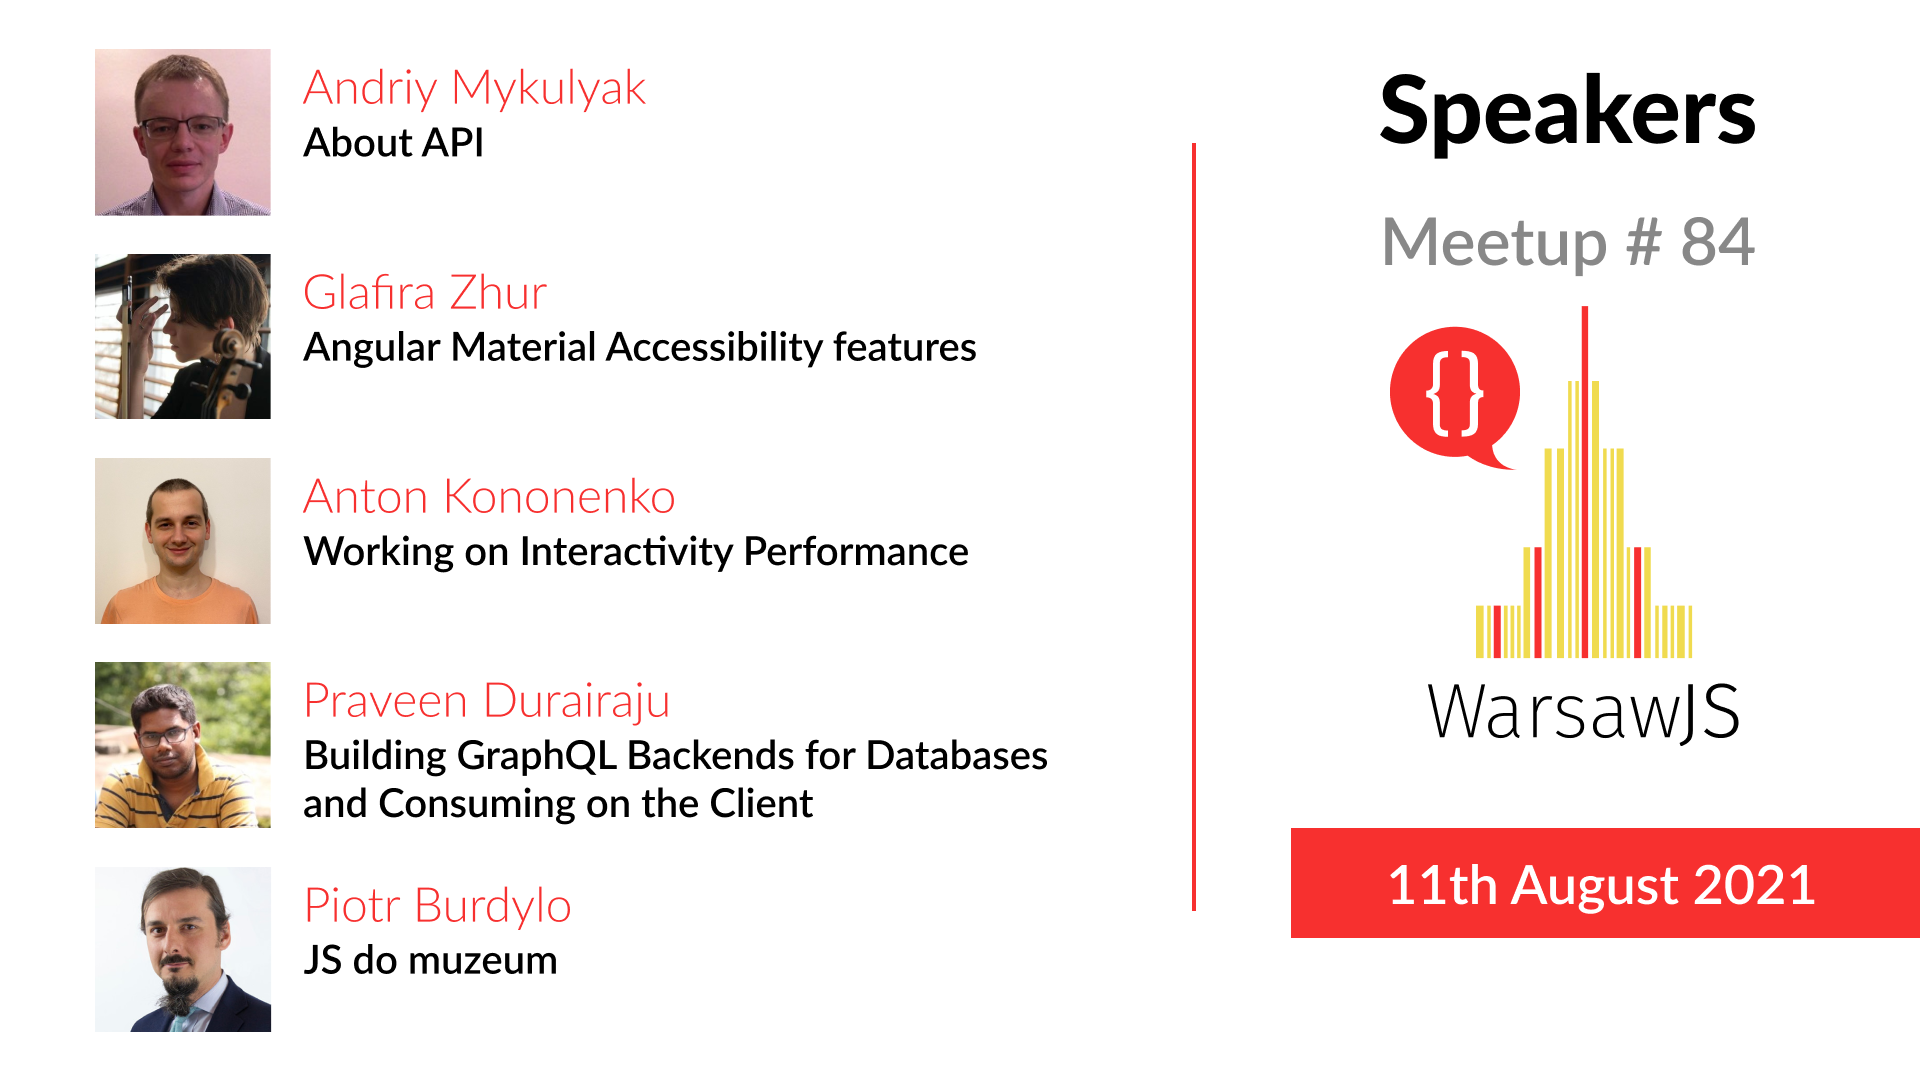 Andriy Mykulyak
About API
Glafira Zhur
Angular Material Accessibility features
Anton Kononenko
Working on Interactivity Performance
Praveen Durairaju
Building GraphQL Backends for Databases
and Consuming on the Client
Piotr Burdylo
JS do muzeum
Speakers
Meetup # 84
{}
WarsawJS
11th August 2021